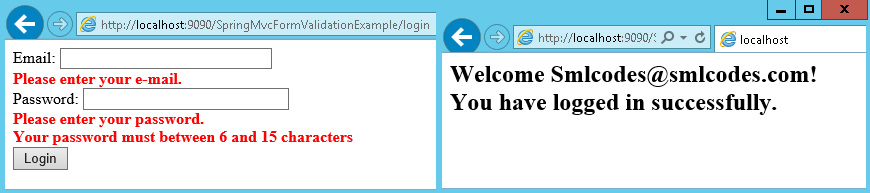 http://localhost:9090/SpringMvcFormValidationExample/login
Email:
Please enter your e-mail.
Password:
Please enter your password.
Your password must between 6 and 15 characters
Login
http://localhost:9090/S
localhost
Welcome Smlcodes@smlcodes.com!
You have logged in successfully.